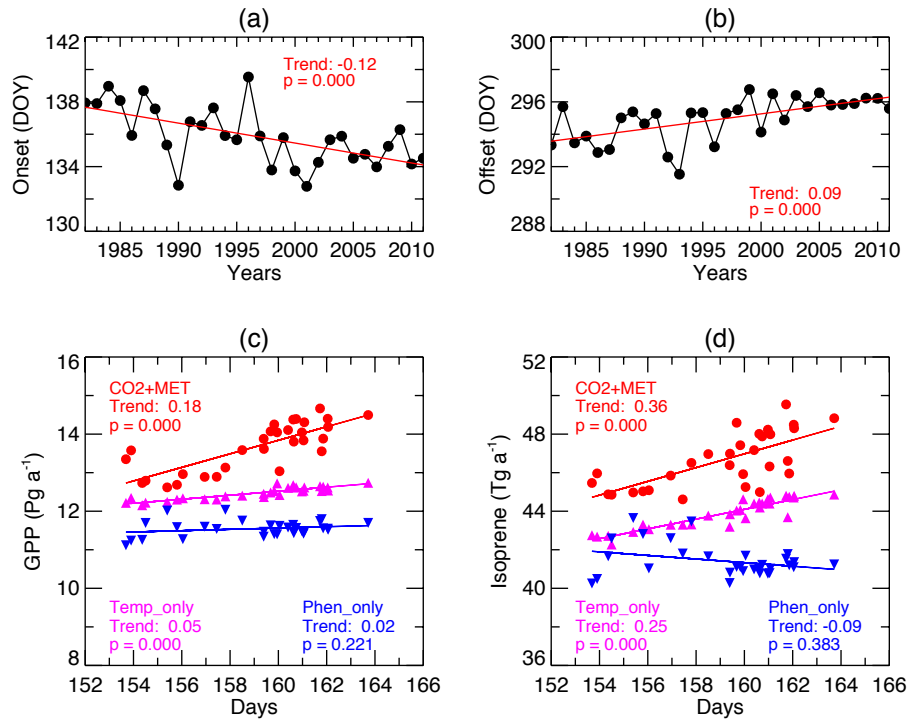 (a)
142
138
134
130
Onset (DOY)
Trend: -0.12
p = 0.000
1985 1990 1995 2000 2005 2010
Years
(b)
300
296
292
288
Offset (DOY)
Trend: 0.09
p = 0.000
1985 1990 1995 2000 2005 2010
Years
(c)
16
14
12
10
8
GPP (Pg a-1)
CO2+MET
Trend: 0.18
p = 0.000
Temp_only
Trend: 0.05
p = 0.000
Phen_only
Trend: 0.02
p = 0.221
152 154 156 158 160 162 164 166
Days
(d)
52
48
44
40
36
Isoprene (Tg a-1)
CO2+MET
Trend: 0.36
p = 0.000
Temp_only
Trend: 0.25
p = 0.000
Phen_only
Trend: -0.09
p = 0.383
152 154 156 158 160 162 164 166
Days